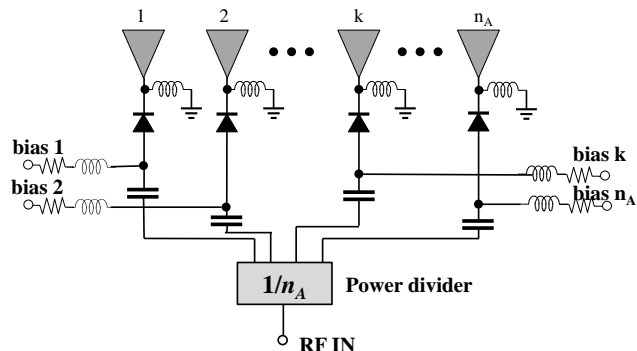 1 2 k n_A
bias 1
bias k
bias 2
bias n_A
1/n_A
Power divider
RF IN